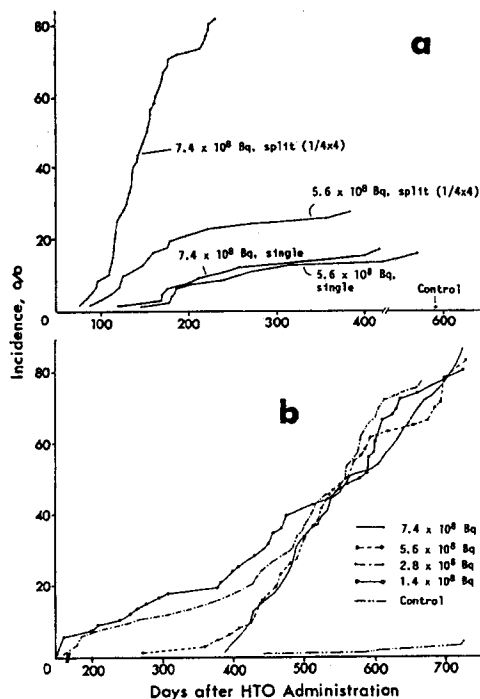 80
60
40
20
0
a
7.4 x 10⁸ Bq, split (1/4x4)
5.6 x 10⁸ Bq, split (1/4x4)
7.4 x 10⁸ Bq, single
5.6 x 10⁸ Bq, single
Control
100
200
300
400
600
Incidence, %
80
60
40
20
0
b
7.4 x 10⁸ Bq
5.6 x 10⁸ Bq
2.8 x 10⁸ Bq
1.4 x 10⁸ Bq
Control
200
300
400
500
600
700
Days after HTO Administration